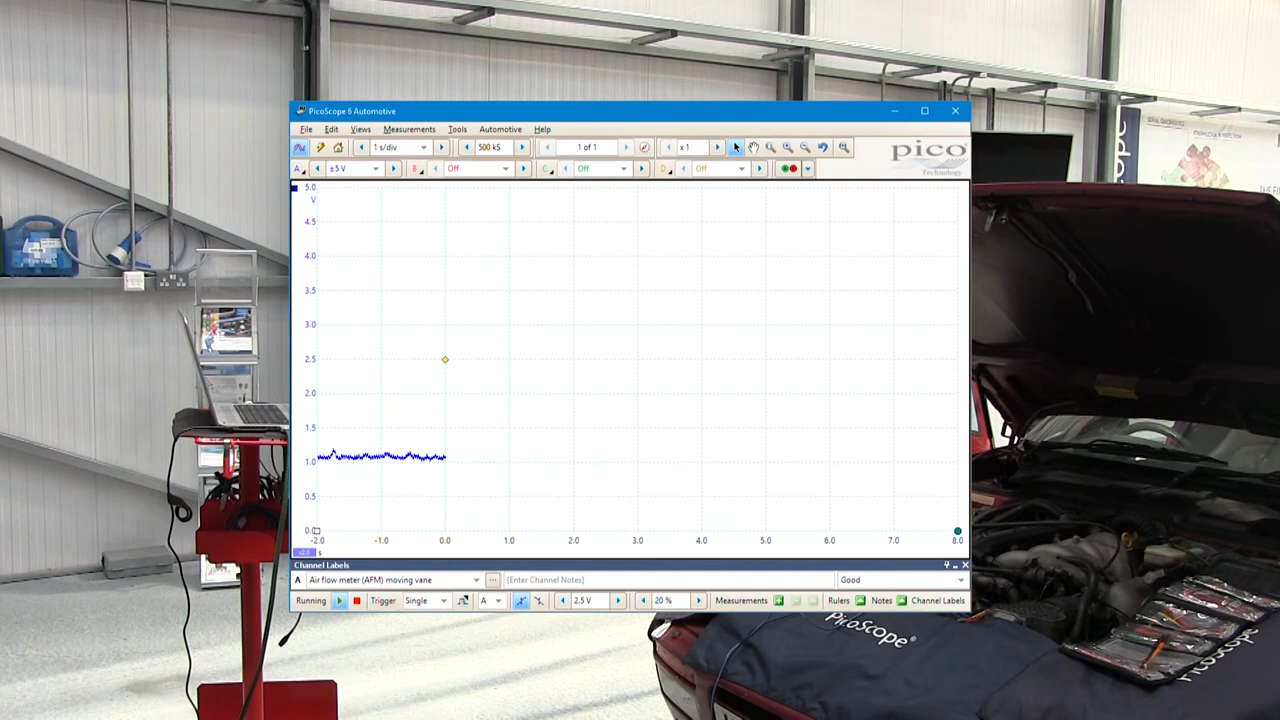 PicoScope 6 Automotive
File Edit Views Measurements Tools Automotive Help
1 s/div 500 kS 1 of 1 x 1
A ±5 V B Off C Off D Off
pico
Technology
5.0
V
4.5
4.0
3.5
3.0
2.5
2.0
1.5
1.0
0.5
0.0
-2.0 -1.0 0.0 1.0 2.0 3.0 4.0 5.0 6.0 7.0 8.0
x2.0 s
Channel Labels
A Air flow meter (AFM) moving vane ... [Enter Channel Notes] Good
Running Trigger Single A 2.5 V 20 % Measurements Rulers Notes Channel Labels
PicoScope®
PicoScope